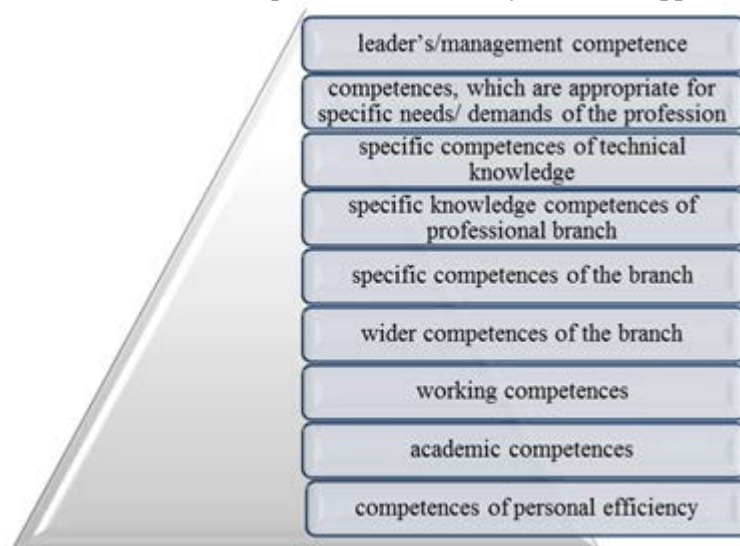 leader's/management competence
competences, which are appropriate for
specific needs/ demands of the profession
specific competences of technical
knowledge
specific knowledge competences of
professional branch
specific competences of the branch
wider competences of the branch
working competences
academic competences
competences of personal efficiency